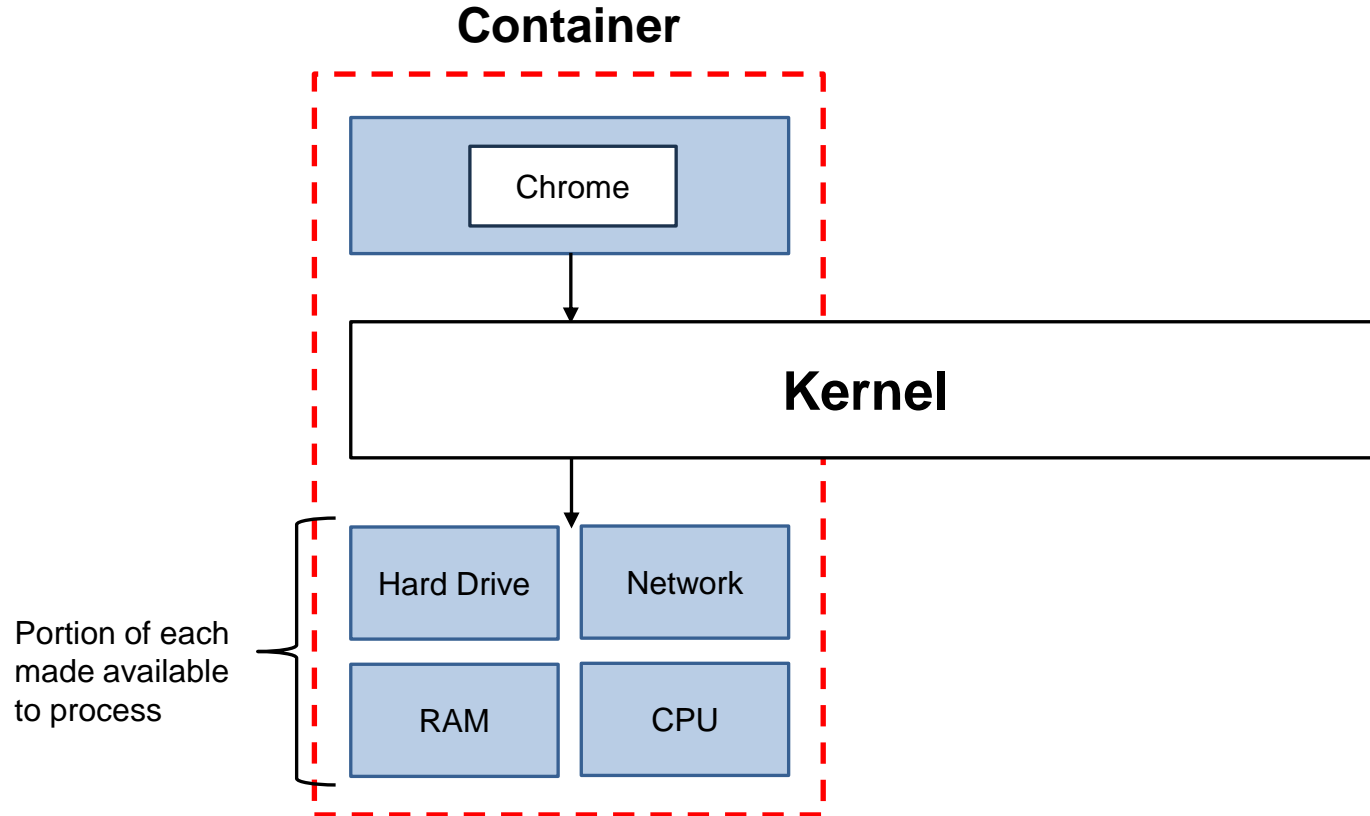 Container
Chrome
Kernel
Hard Drive
Network
Portion of each
made available
to process
RAM
CPU